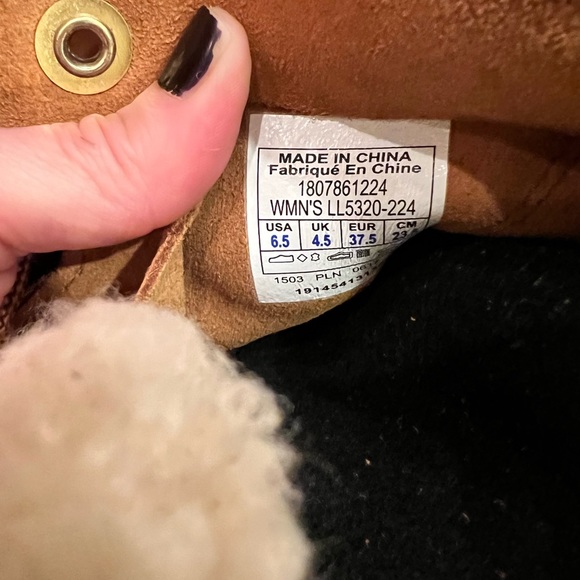 MADE IN CHINA
Fabriqué En Chine
1807861224
WMN'S LL5320-224
USA UK EUR CM
6.5 4.5 37.5
1503 PLN